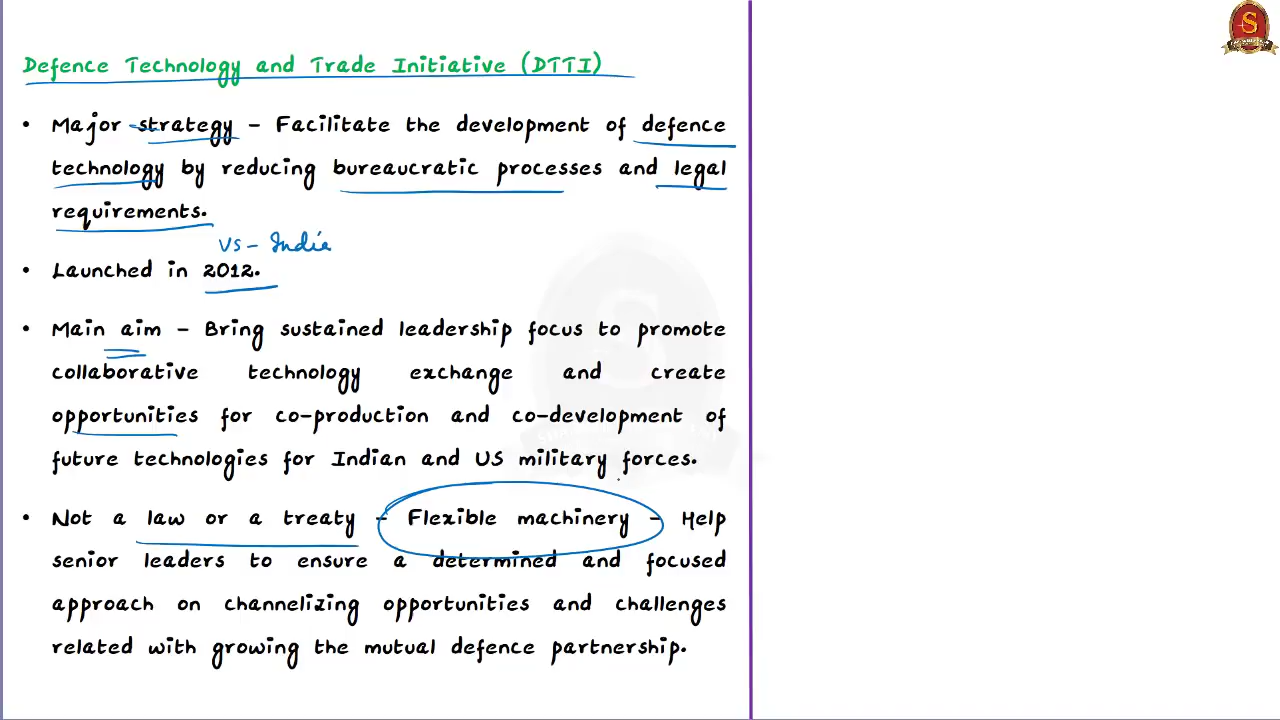 Defence Technology and Trade Initiative (DTTI)
• Major strategy - Facilitate the development of defence
technology by reducing bureaucratic processes and legal
requirements.
US - India
• Launched in 2012.
• Main aim - Bring sustained leadership focus to promote
collaborative technology exchange and create
opportunities for co-production and co-development of
future technologies for Indian and US military forces.
• Not a law or a treaty - Flexible machinery - Help
senior leaders to ensure a determined and focused
approach on channelizing opportunities and challenges
related with growing the mutual defence partnership.
S